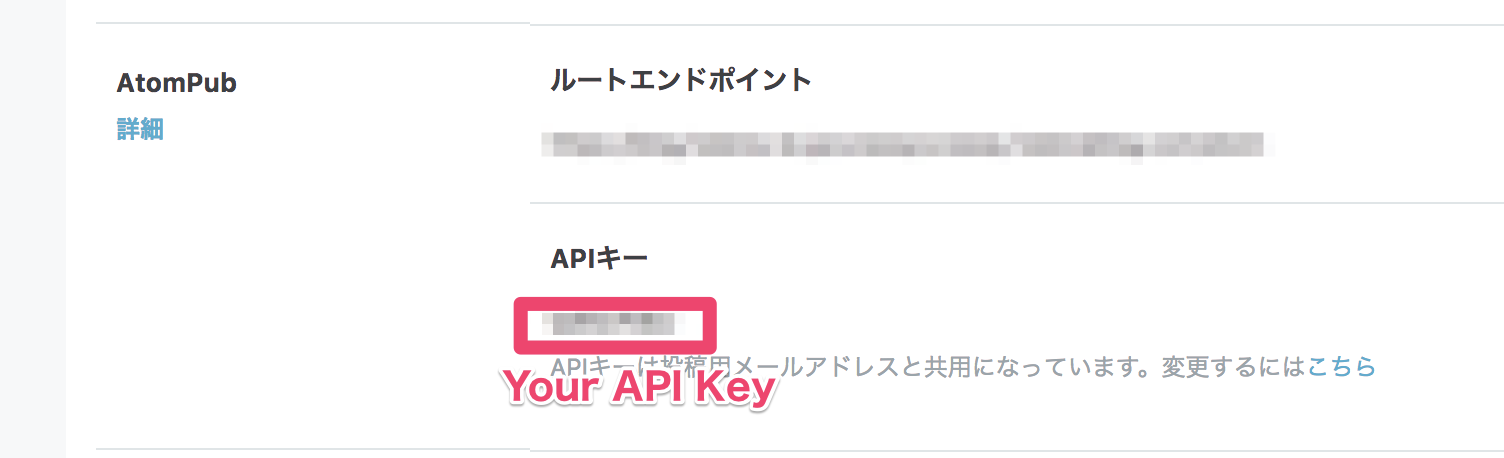 AtomPub
詳細
ルートエンドポイント
APIキー
APIキーは投稿用メールアドレスと共用になっています。変更するにはこちら
Your API Key